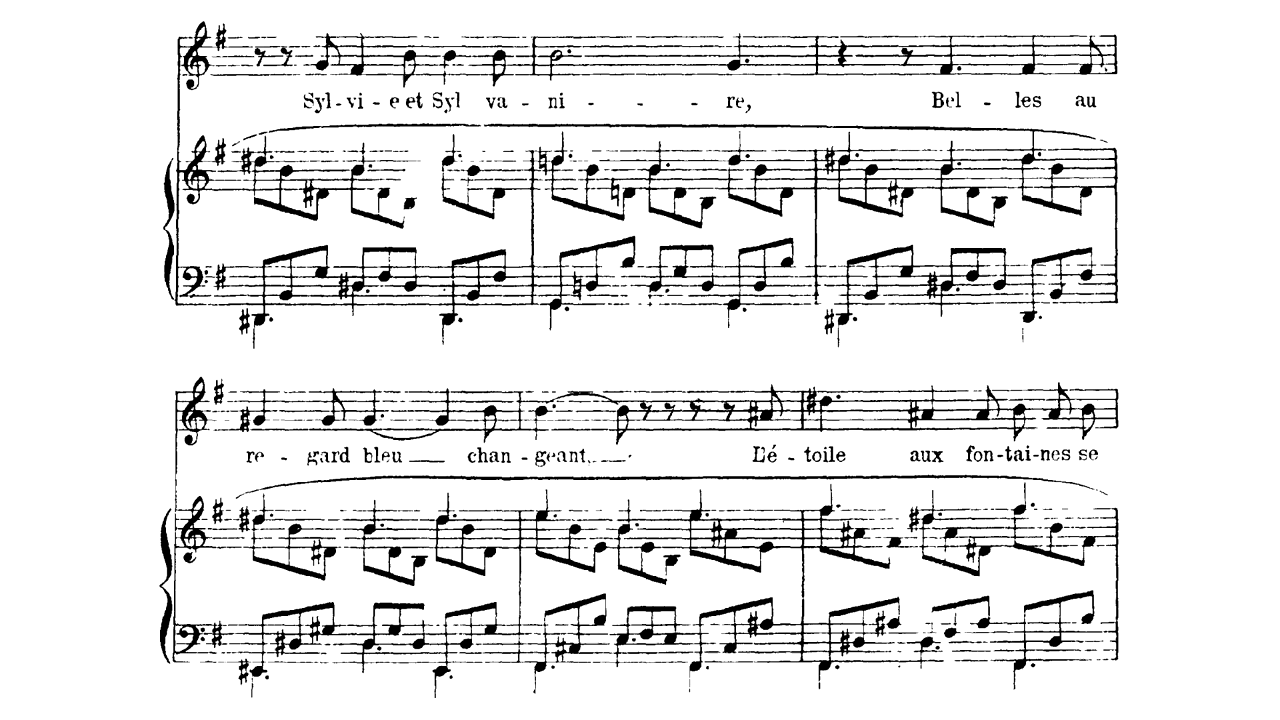 Syl-vi-e et Syl va-ni - - - re, Bel - les au
re - gard bleu chan-geant, L'é-toile aux fon-tai-nes se